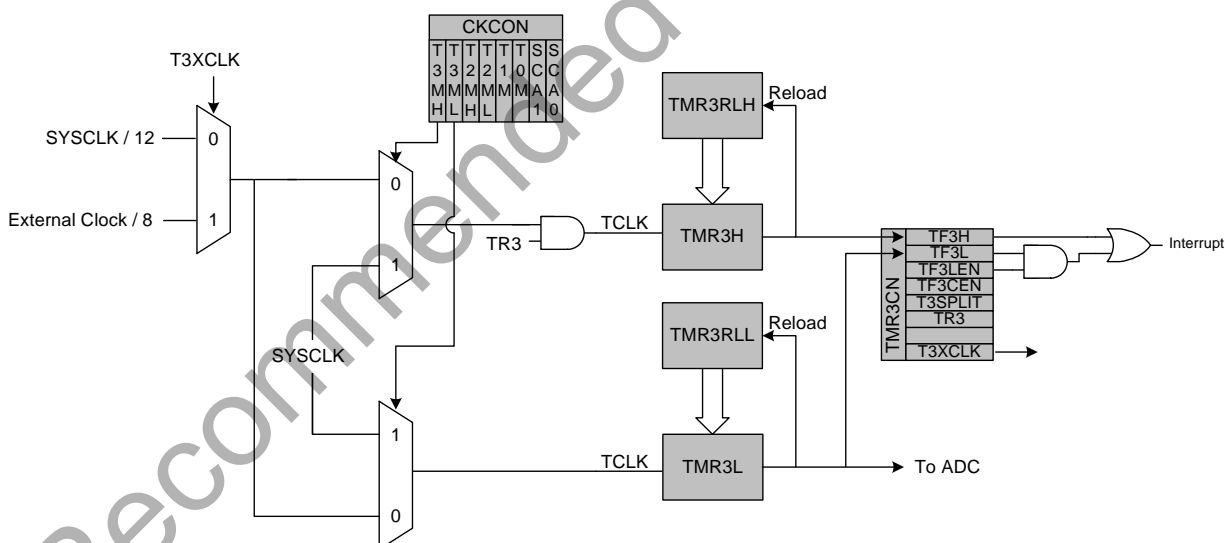 CKCON
T3MH
T3ML
T2MH
T2ML
T1M
T0M
SCA1
SCA0
T3XCLK
SYSCLK / 12
0
External Clock / 8
1
0
1
TR3
TCLK
TMR3RLH
Reload
TMR3H
SYSCLK
1
0
TCLK
TMR3RLL
Reload
TMR3L
To ADC
TMR3CN
TF3H
TF3L
TF3LEN
TF3CEN
T3SPLIT
TR3
T3XCLK
Interrupt
Recommended